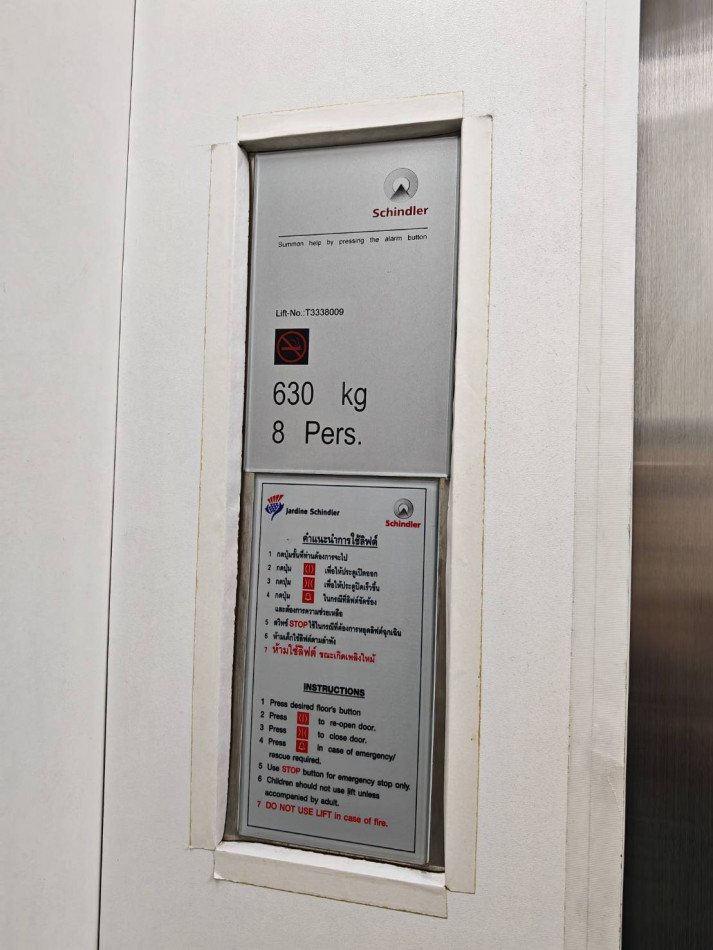 Schindler
Summon help by pressing the alarm button
Lift-No.:T3338009
630 kg
8 Pers.
Jardine Schindler
Schindler
คำแนะนำการใช้ลิฟต์
1 กดปุ่มชั้นที่ท่านต้องการจะไป
2 กดปุ่ม เพื่อให้ประตูเปิดออก
3 กดปุ่ม เพื่อให้ประตูปิดเร็วขึ้น
4 กดปุ่ม ในกรณีที่ลิฟต์ขัดข้อง
และต้องการความช่วยเหลือ
5 สวิทช์ STOP ใช้ในกรณีที่ต้องการหยุดลิฟต์ฉุกเฉิน
6 ห้ามเด็กใช้ลิฟต์ตามลำพัง
7 ห้ามใช้ลิฟต์ ขณะเกิดเพลิงไหม้
INSTRUCTIONS
1 Press desired floor's button
2 Press to re-open door.
3 Press to close door.
4 Press in case of emergency/
rescue required.
5 Use STOP button for emergency stop only.
6 Children should not use lift unless
accompanied by adult.
7 DO NOT USE LIFT in case of fire.